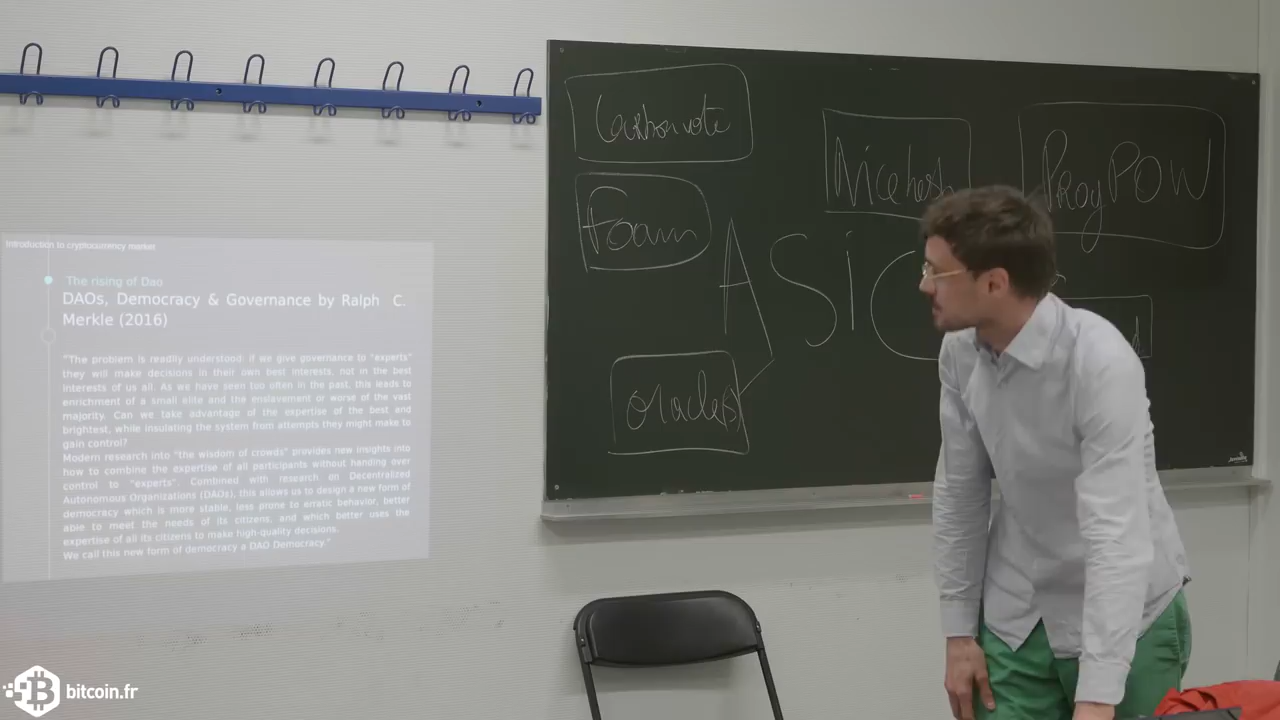 Introduction to cryptocurrency market
The rising of Dao
DAOs, Democracy & Governance by Ralph C.
Merkle (2016)
"The problem is readily understood: if we give governance to "experts"
they will make decisions in their own best interests, not in the best
interests of us all. As we have seen too often in the past, this leads to
enrichment of a small elite and the enslavement or worse of the vast
majority. Can we take advantage of the expertise of the best and
brightest, while insulating the system from attempts they might make to
gain control?
Modern research into "the wisdom of crowds" provides new insights into
how to combine the expertise of all participants without handing over
control to "experts". Combined with research on Decentralized
Autonomous Organizations (DAOs), this allows us to design a new form of
democracy which is more stable, less prone to erratic behavior, better
able to meet the needs of its citizens, and which better uses the
expertise of all its citizens to make high-quality decisions.
We call this new form of democracy a DAO Democracy."
Carbonvote
Foam
Nicehash
ProgPOW
ASIC
oracles
bitcoin.fr